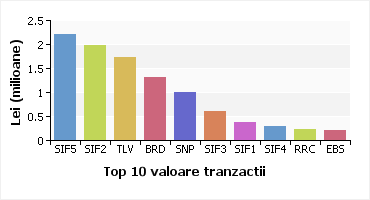 Lei (milioane)
2.5
2
1.5
1
0.5
0
SIF5 SIF2 TLV BRD SNP SIF3 SIF1 SIF4 RRC EBS
Top 10 valoare tranzactii